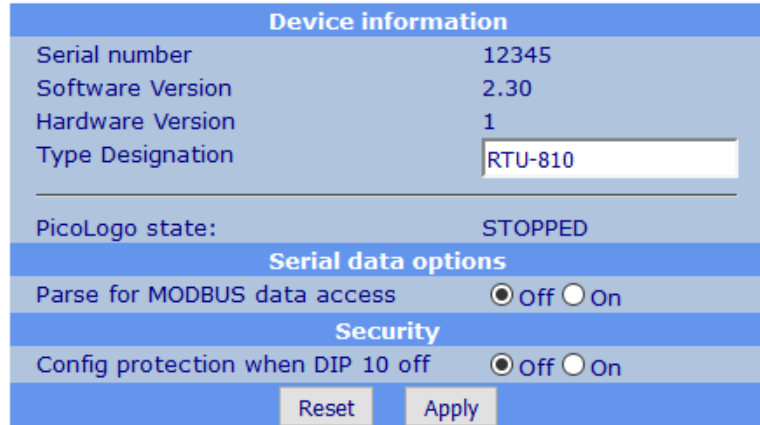 Device information
Serial number 12345
Software Version 2.30
Hardware Version 1
Type Designation RTU-810
PicoLogo state: STOPPED
Serial data options
Parse for MODBUS data access Off On
Security
Config protection when DIP 10 off Off On
Reset Apply